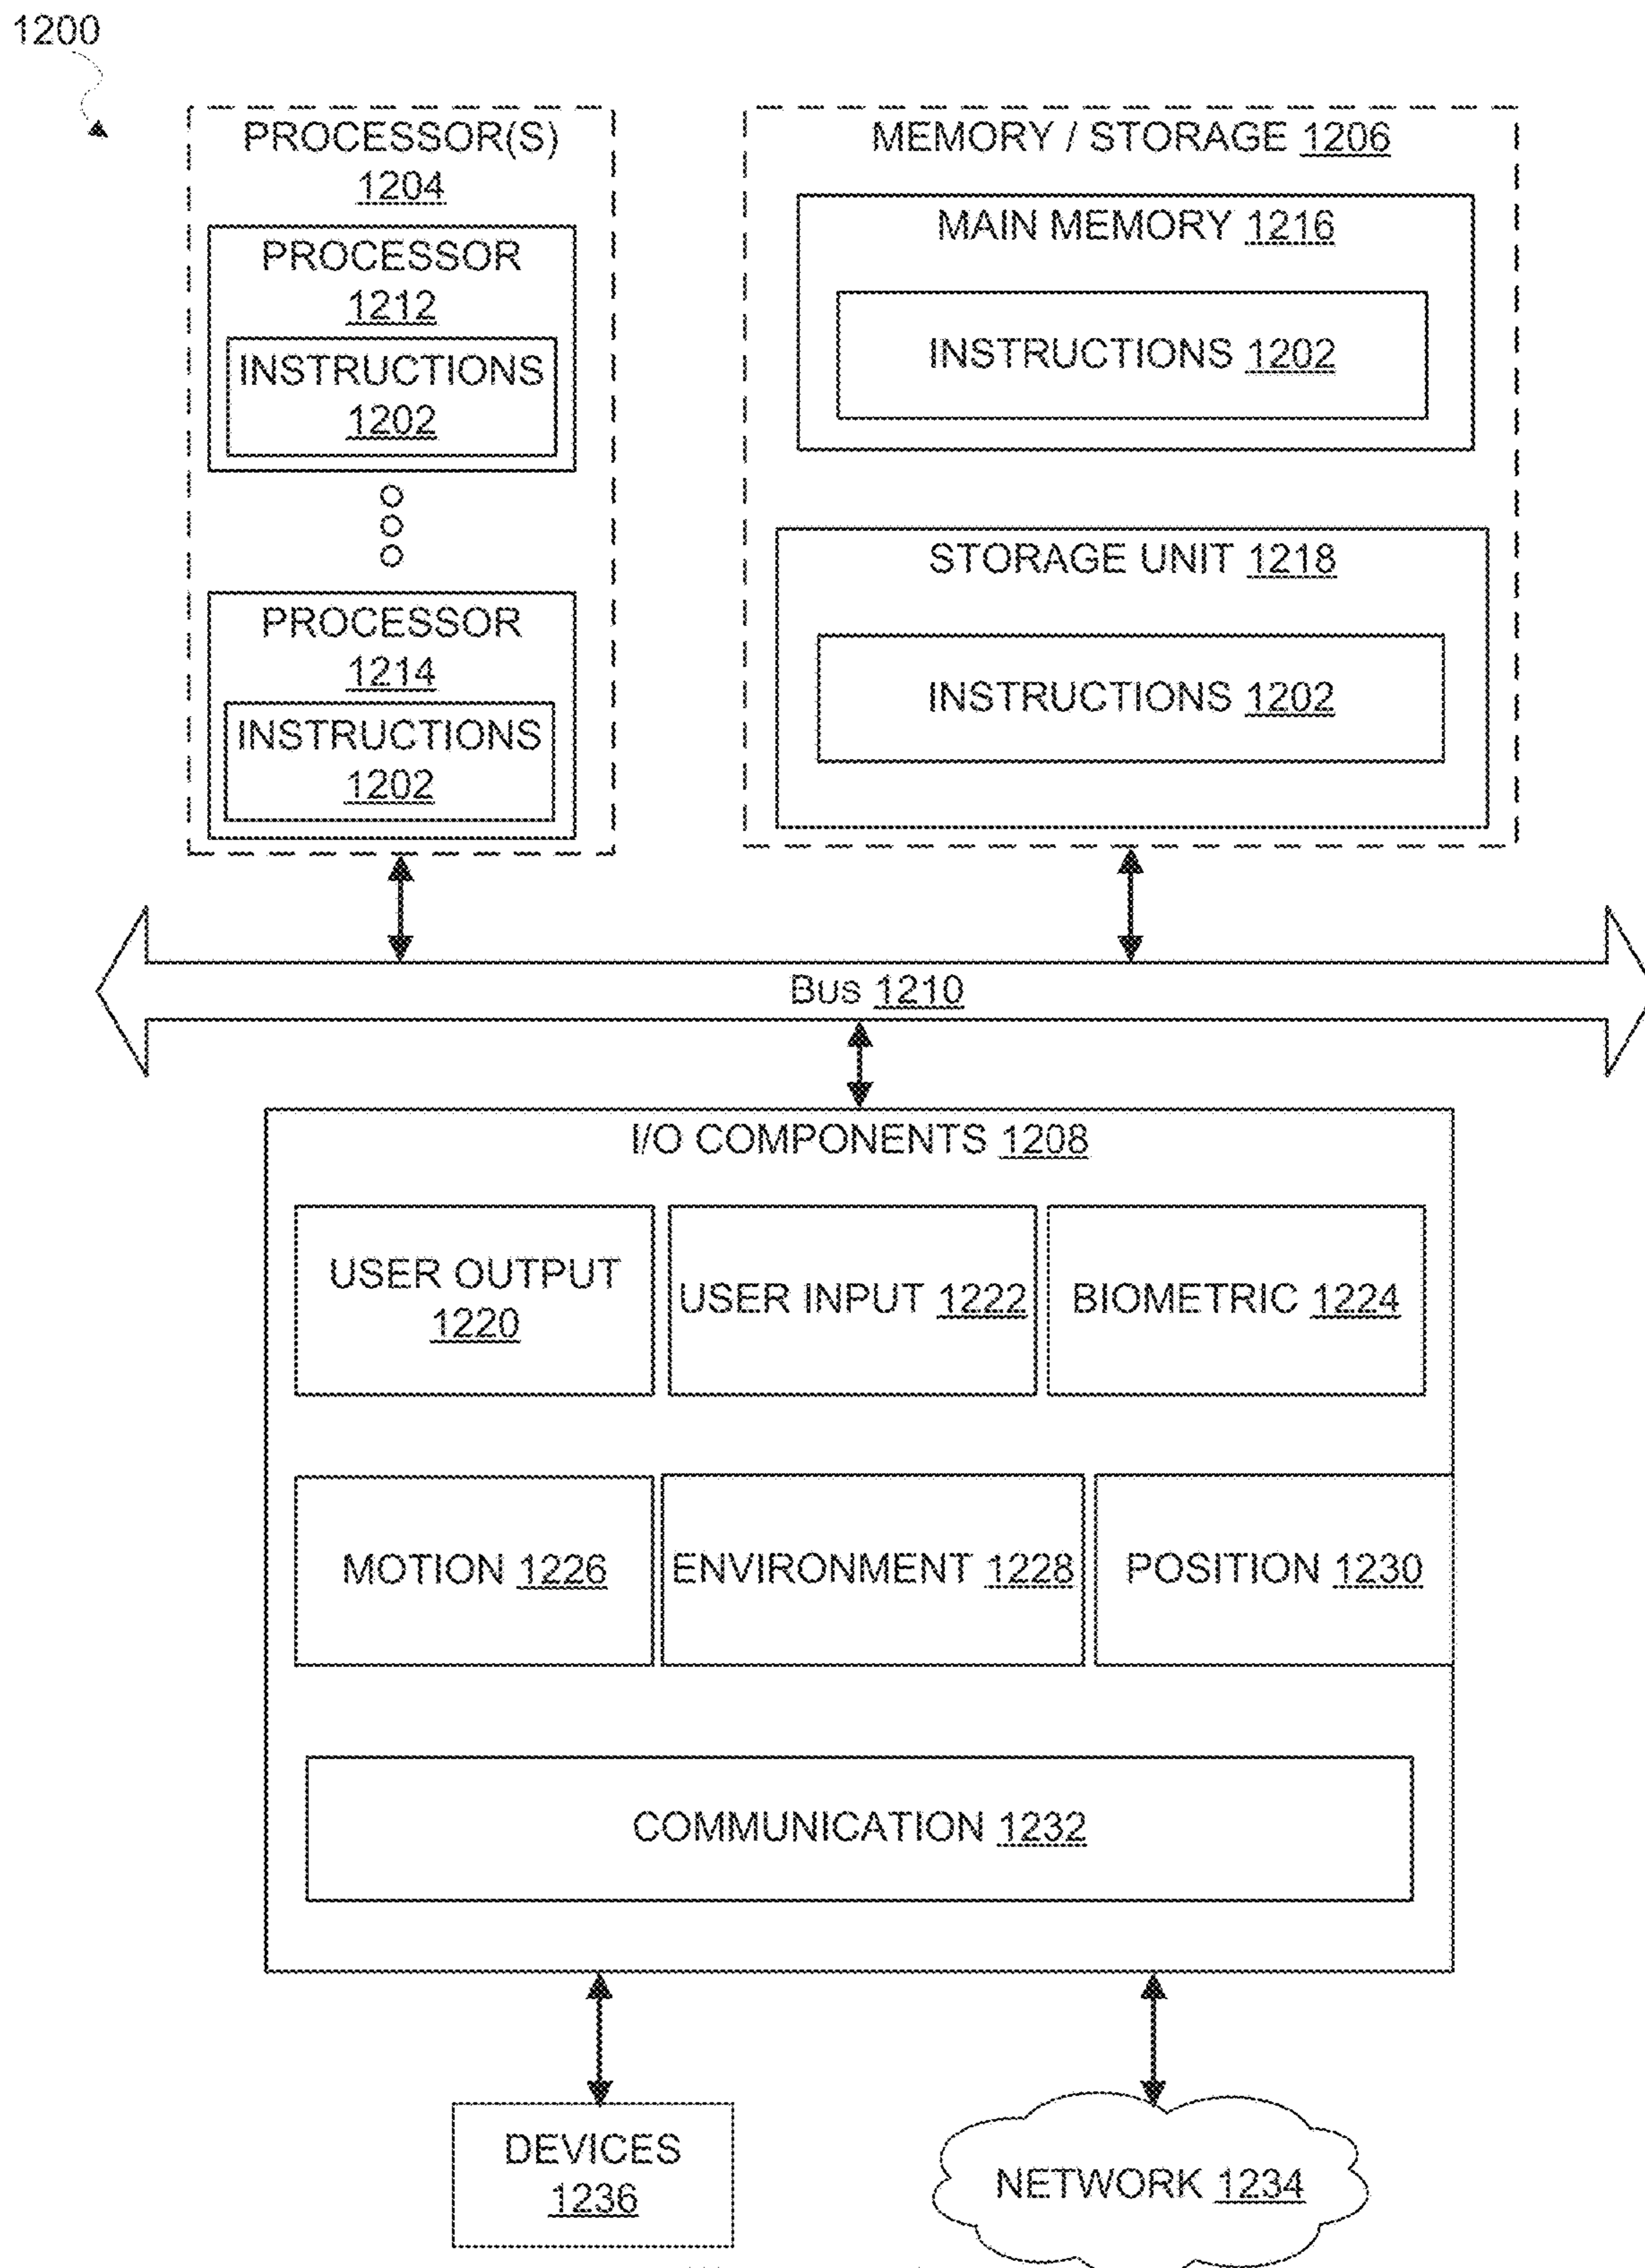 1200
PROCESSOR(S)
1204
PROCESSOR
1212
INSTRUCTIONS
1202
PROCESSOR
1214
INSTRUCTIONS
1202
MEMORY / STORAGE 1206
MAIN MEMORY 1216
INSTRUCTIONS 1202
STORAGE UNIT 1218
INSTRUCTIONS 1202
Bus 1210
I/O COMPONENTS 1208
USER OUTPUT
1220
USER INPUT 1222
BIOMETRIC 1224
MOTION 1226
ENVIRONMENT 1228
POSITION 1230
COMMUNICATION 1232
DEVICES
1236
NETWORK 1234